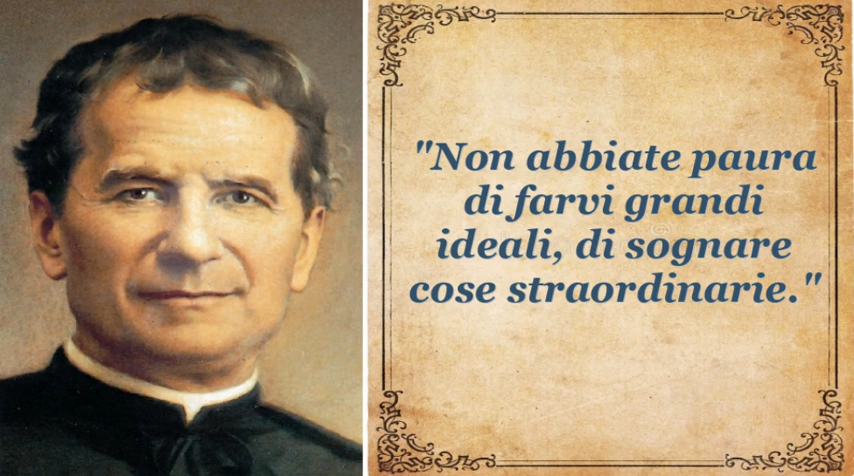 "Non abbiate paura
di farvi grandi
ideali, di sognare
cose straordinarie."